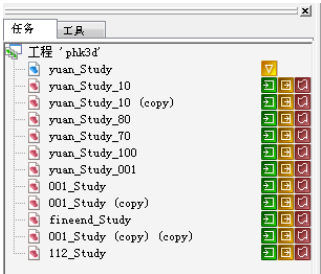 任务 工具
工程 'phk3d'
yuan_Study
yuan_Study_10
yuan_Study_10 (copy)
yuan_Study_80
yuan_Study_70
yuan_Study_100
yuan_Study_001
001_Study
001_Study (copy)
fineend_Study
001_Study (copy) (copy)
112_Study